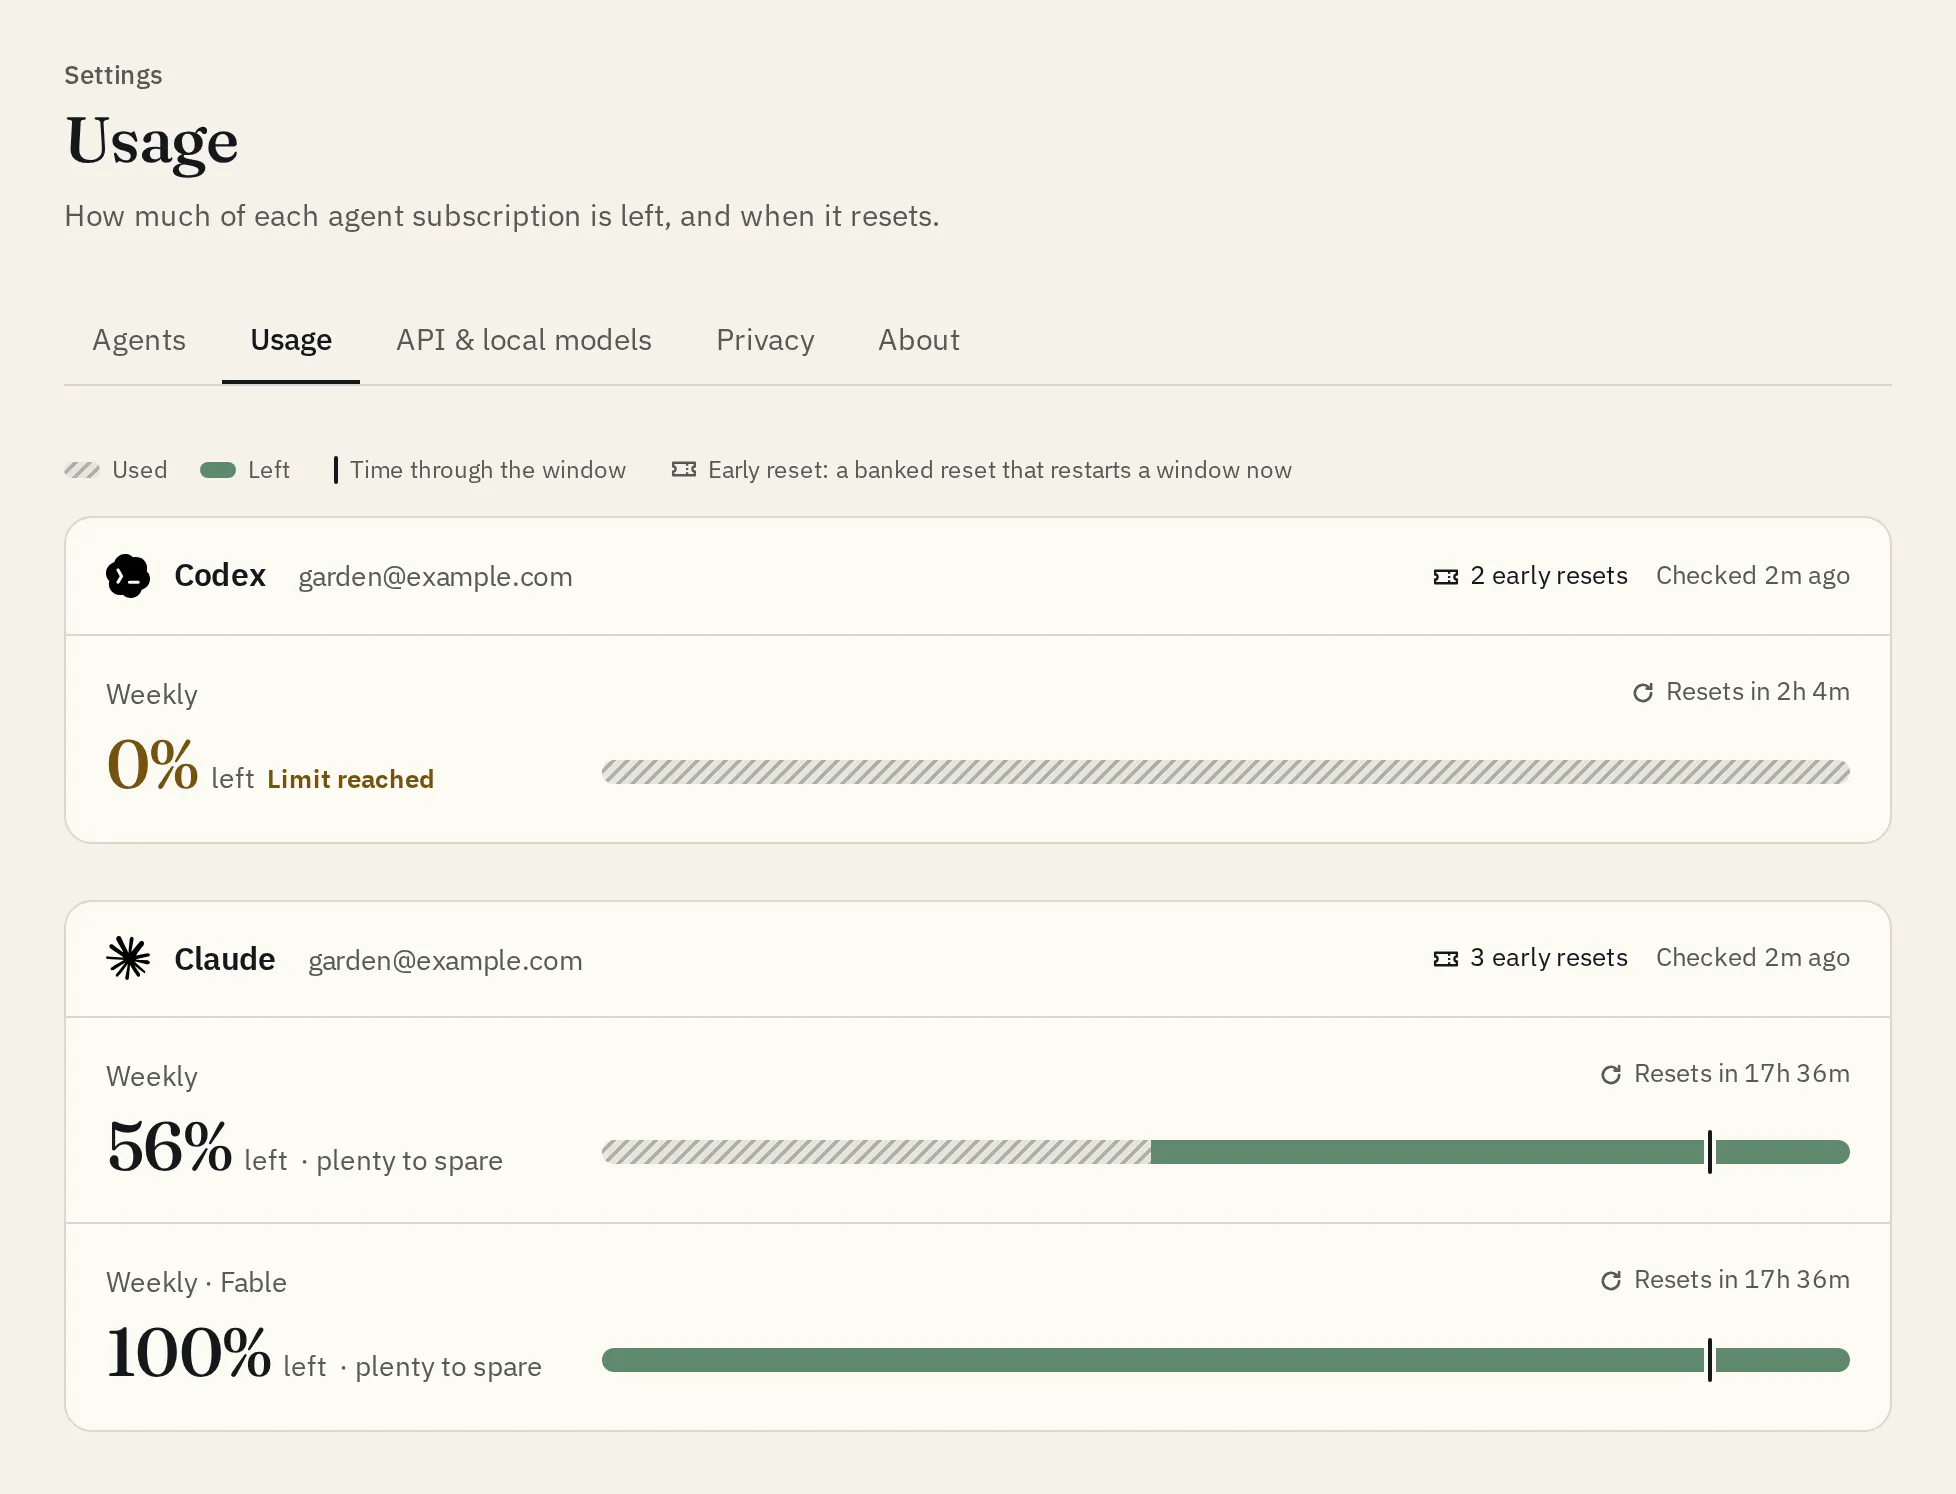 Settings
Usage
How much of each agent subscription is left, and when it resets.
Agents Usage API & local models Privacy About
Used Left Time through the window Early reset: a banked reset that restarts a window now
Codex garden@example.com 2 early resets Checked 2m ago
Weekly Resets in 2h 4m
0% left Limit reached
Claude garden@example.com 3 early resets Checked 2m ago
Weekly Resets in 17h 36m
56% left · plenty to spare
Weekly · Fable Resets in 17h 36m
100% left · plenty to spare